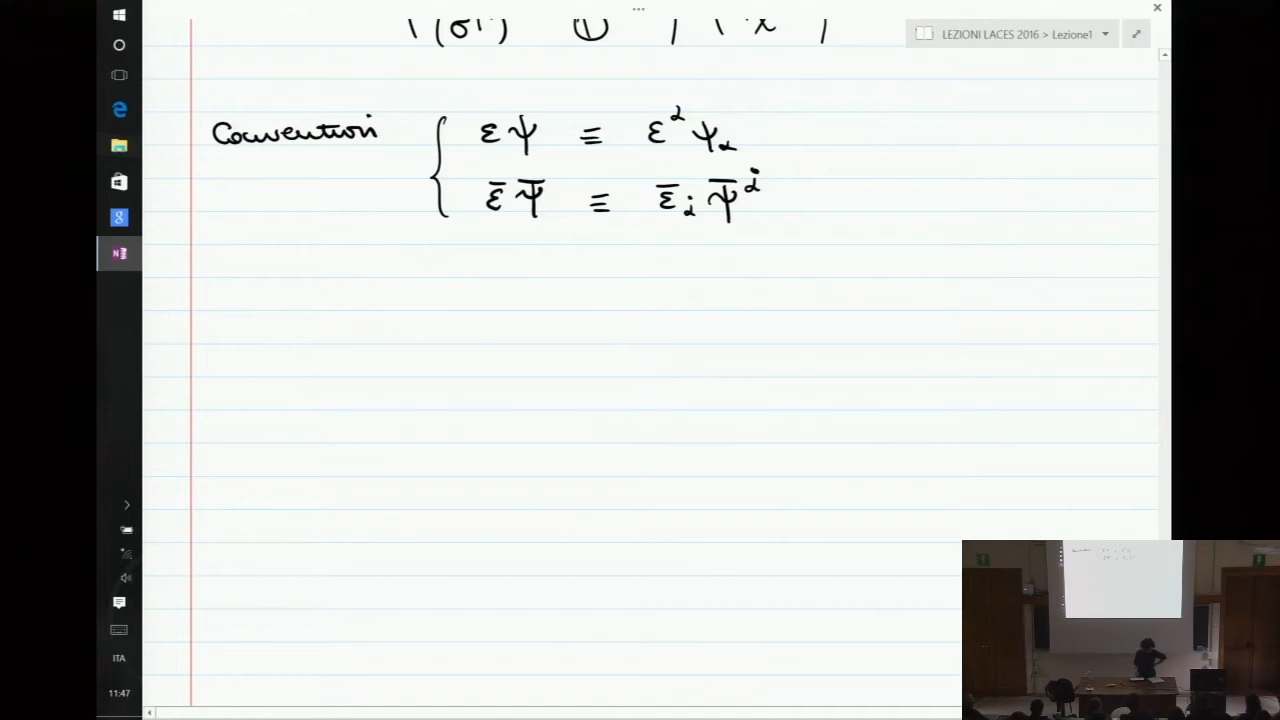 LEZIONI LACES 2016 > Lezione1
Convention { εψ ≡ ε^α ψ_α
ε̄ψ̄ ≡ ε̄_α̇ ψ̄^α̇
ITA
11:47